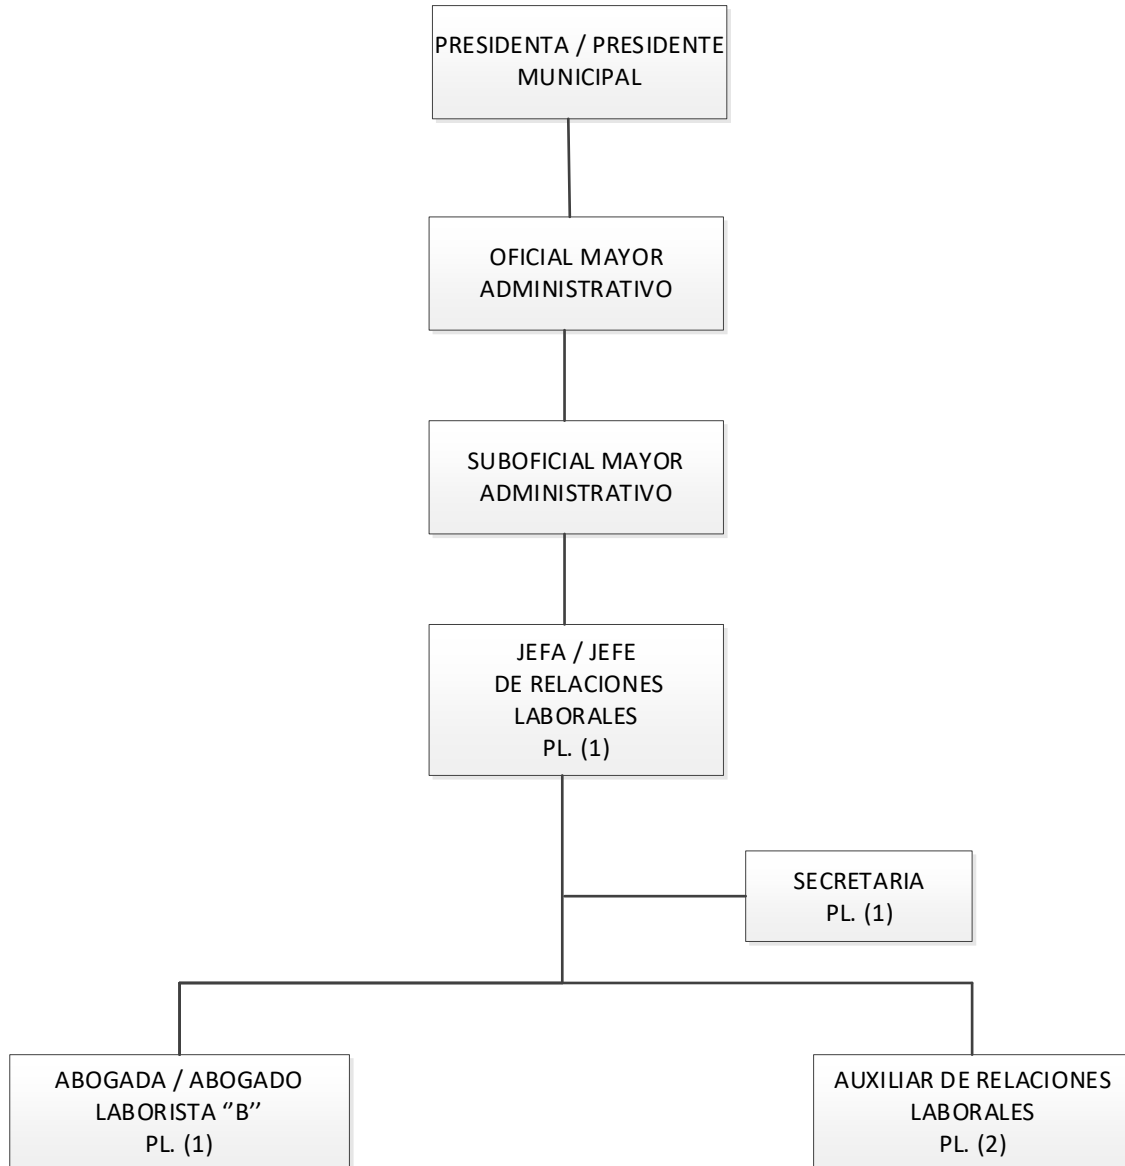 PRESIDENTA / PRESIDENTE
MUNICIPAL
OFICIAL MAYOR
ADMINISTRATIVO
SUBOFICIAL MAYOR
ADMINISTRATIVO
JEFA / JEFE
DE RELACIONES
LABORALES
PL. (1)
SECRETARIA
PL. (1)
ABOGADA / ABOGADO
LABORISTA “B”
PL. (1)
AUXILIAR DE RELACIONES
LABORALES
PL. (2)